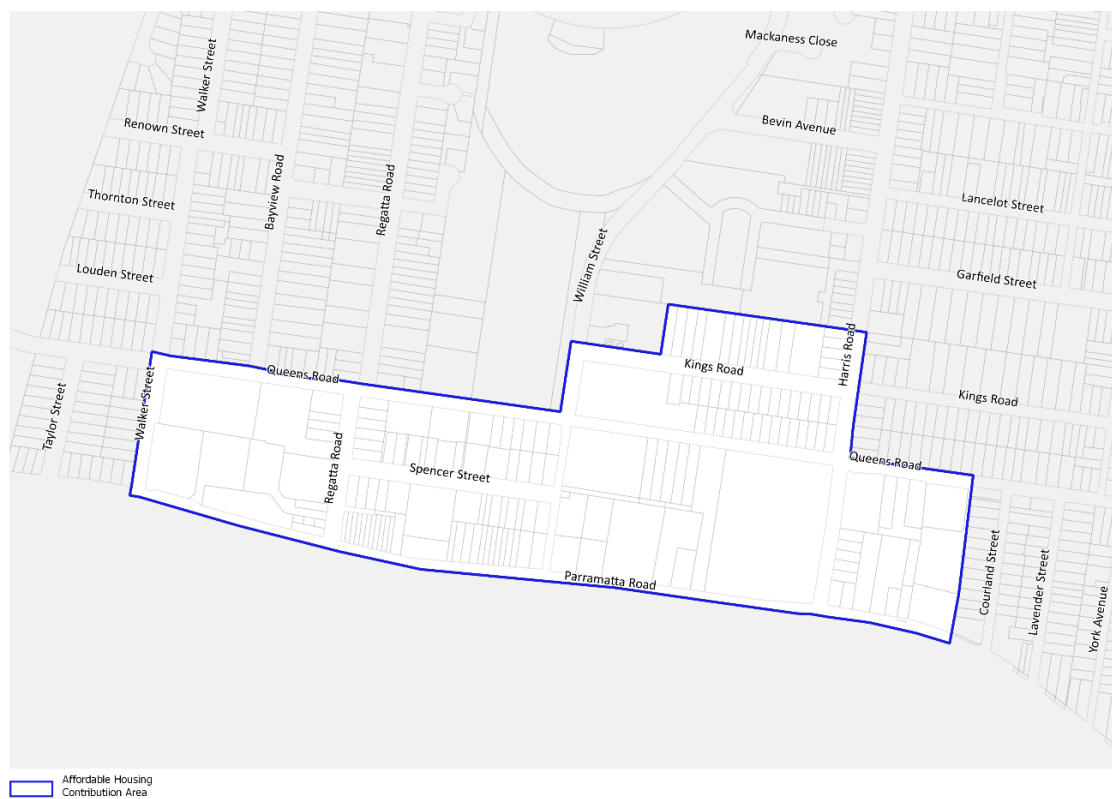 Mackaness Close
Walker Street
Renown Street
Bevin Avenue
Bayview Road
Regatta Road
Thornton Street
Lancelot Street
William Street
Louden Street
Garfield Street
Harris Road
Kings Road
Queens Road
Kings Road
Taylor Street
Walker Street
Regatta Road
Spencer Street
Queens Road
Parramatta Road
Courland Street
Lavender Street
York Avenue
Affordable Housing
Contributiion Area